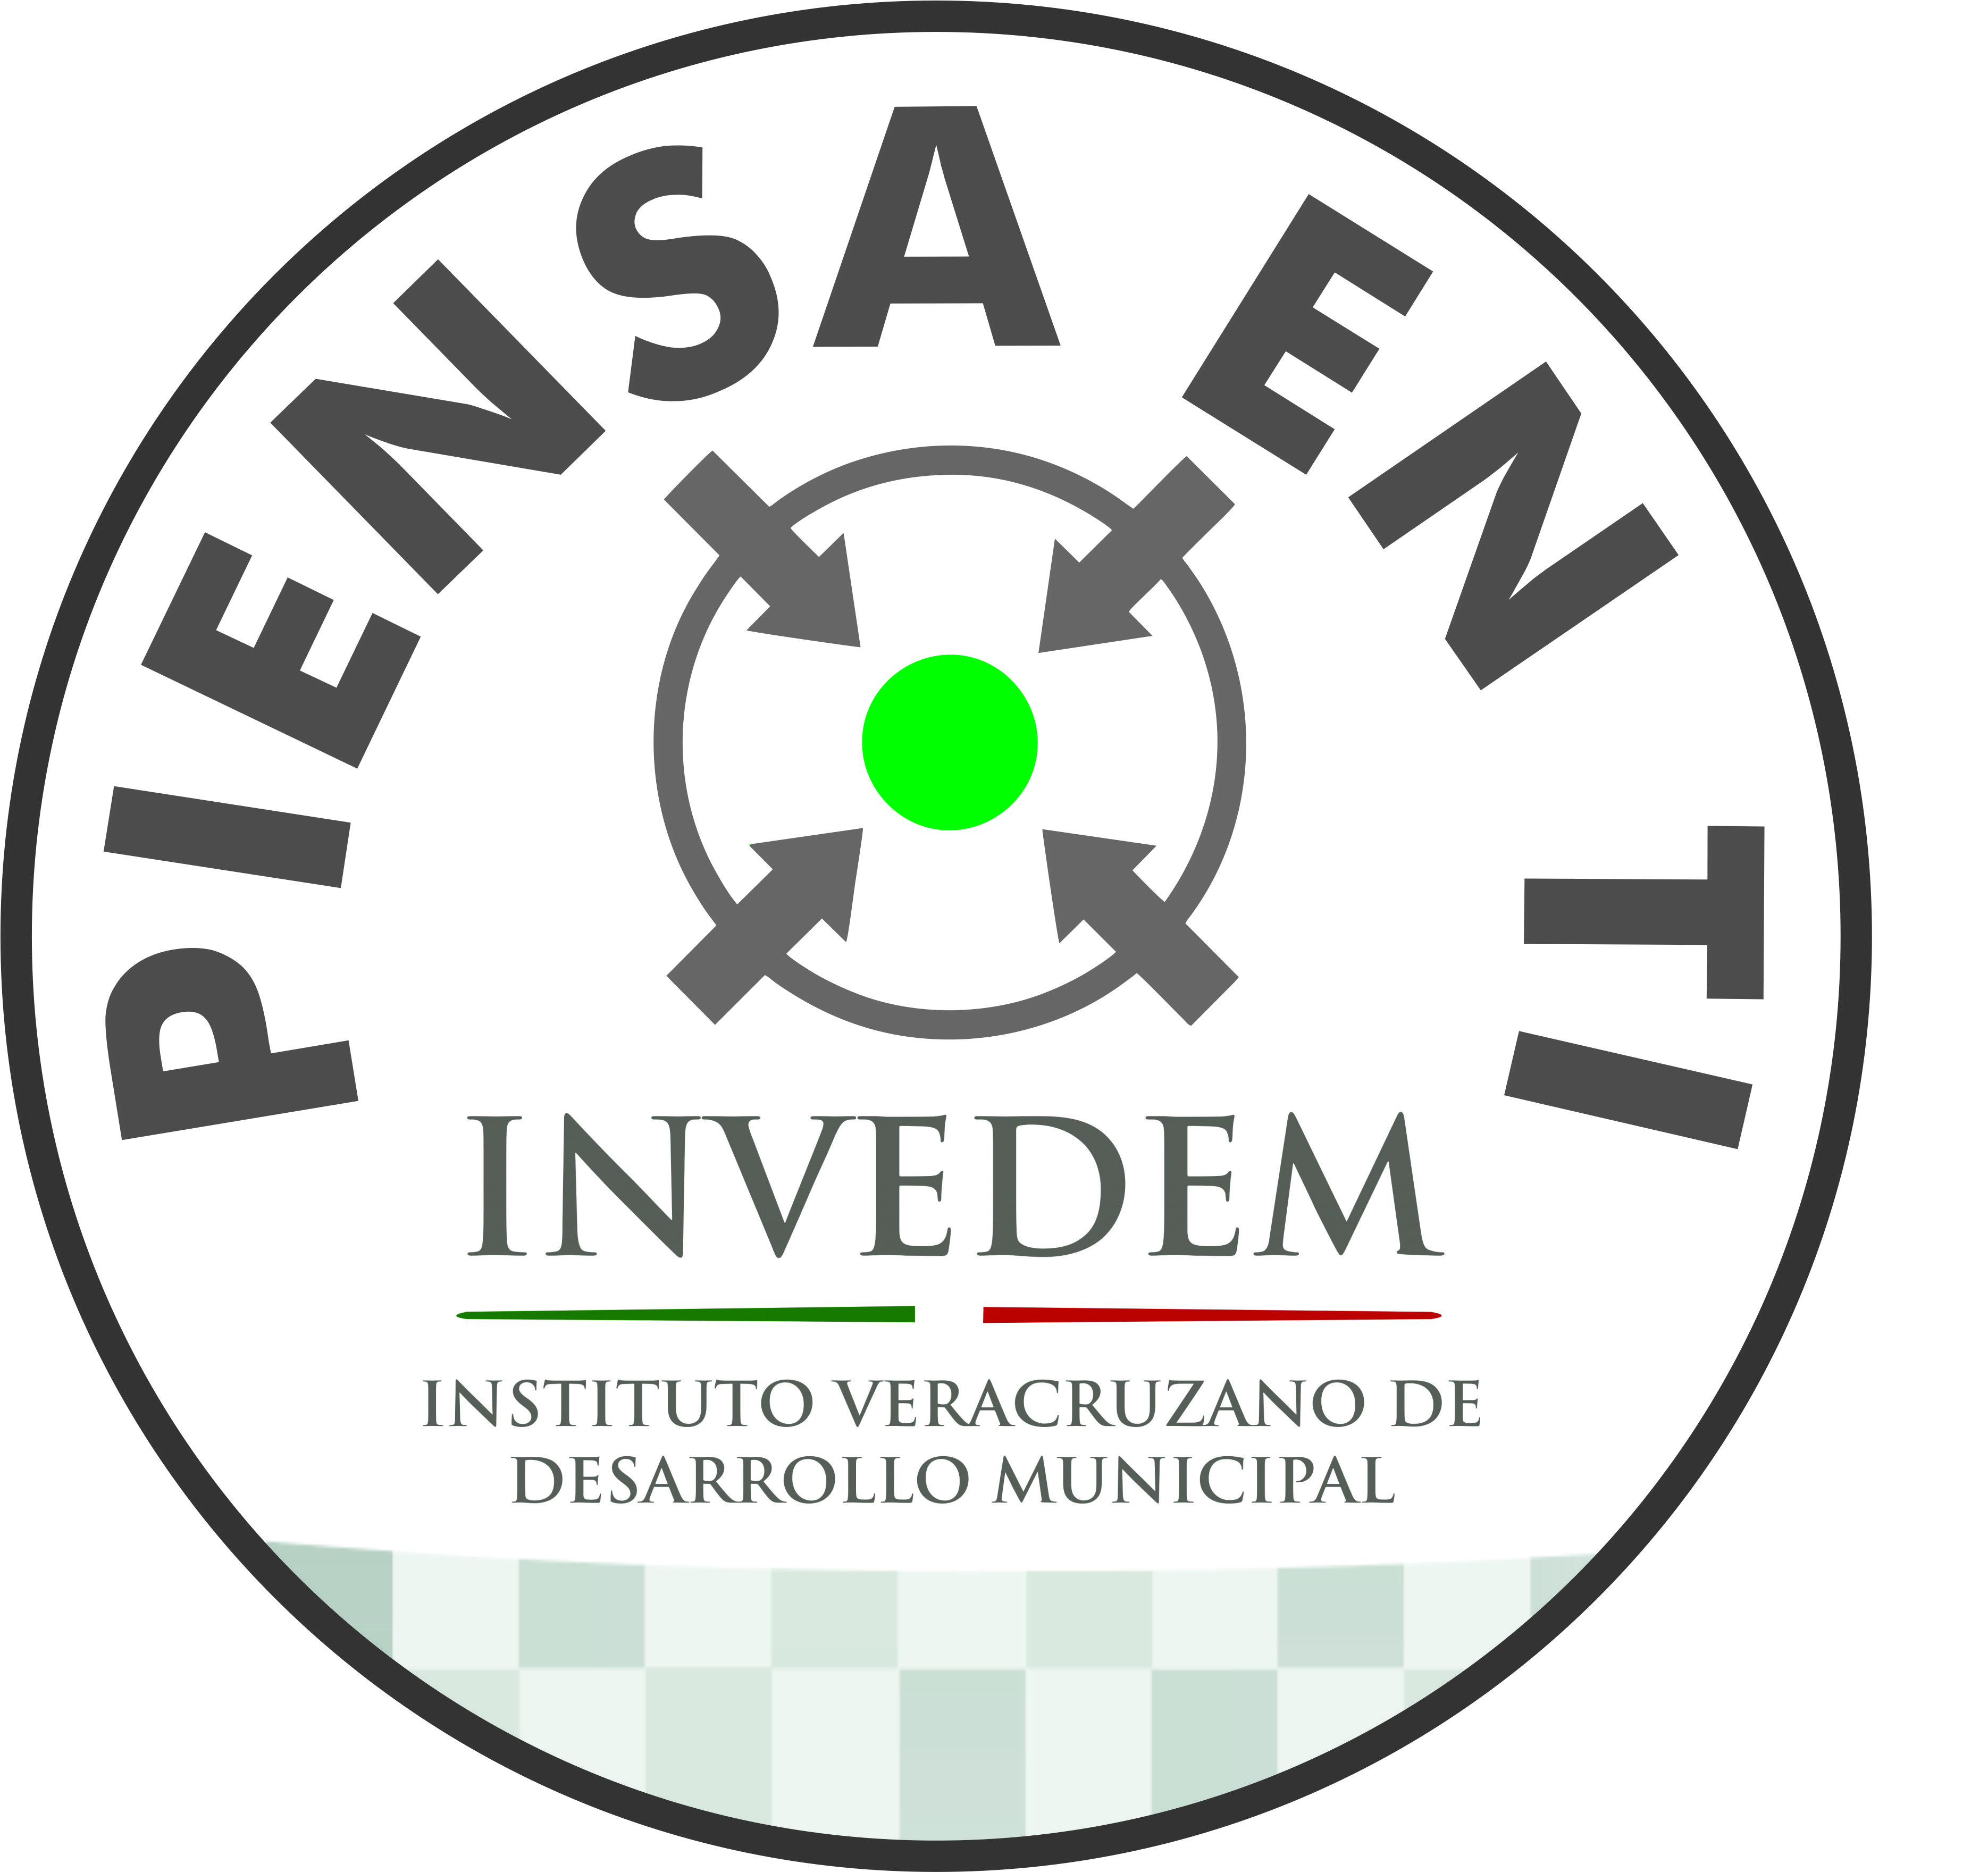 PIENSA EN TI
INVEDEM
INSTITUTO VERACRUZANO DE
DESARROLLO MUNICIPAL